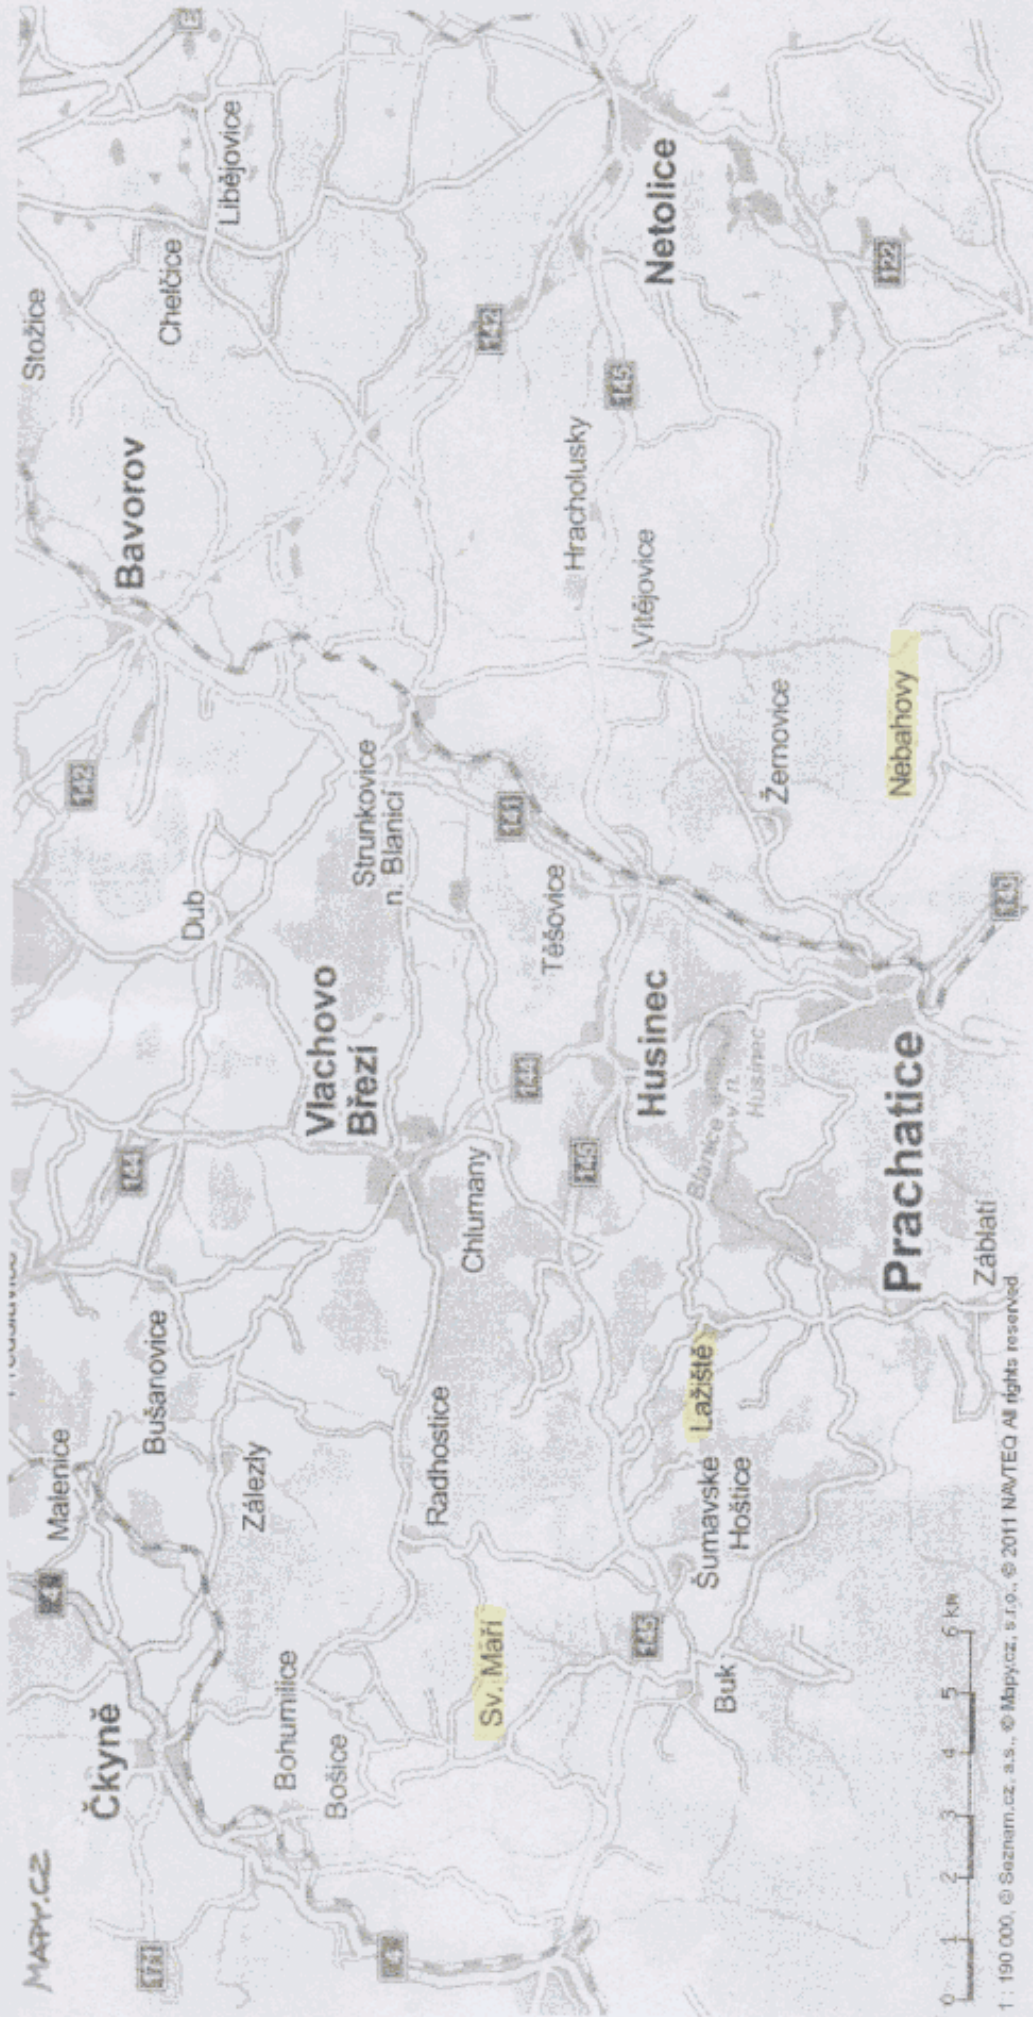 MAPY.CZ
Malenice
Stožice
142
Čkyně
Bavorov
171
144
Bušanovice
Chelčice
Dub
Libějovice
Zálezly
Bohumilice
Bošice
Vlachovo
Březí
Strunkovice
n. Blanicí
Radhostice
Chlumany
142
Sv. Máří
141
144
Těšovice
145
Hracholusky
145
145
Husinec
Vitějovice
Netolice
Lažiště
Šumavské
Hoštice
Blanice
v. n.
Husinec
Buk
Žernovice
Prachatice
Nebahovy
122
Záblatí
143
0 1 2 3 4 5 6 km
1 : 190 000, © Seznam.cz, a.s., © Mapy.cz, s.r.o., © 2011 NAVTEQ All rights reserved